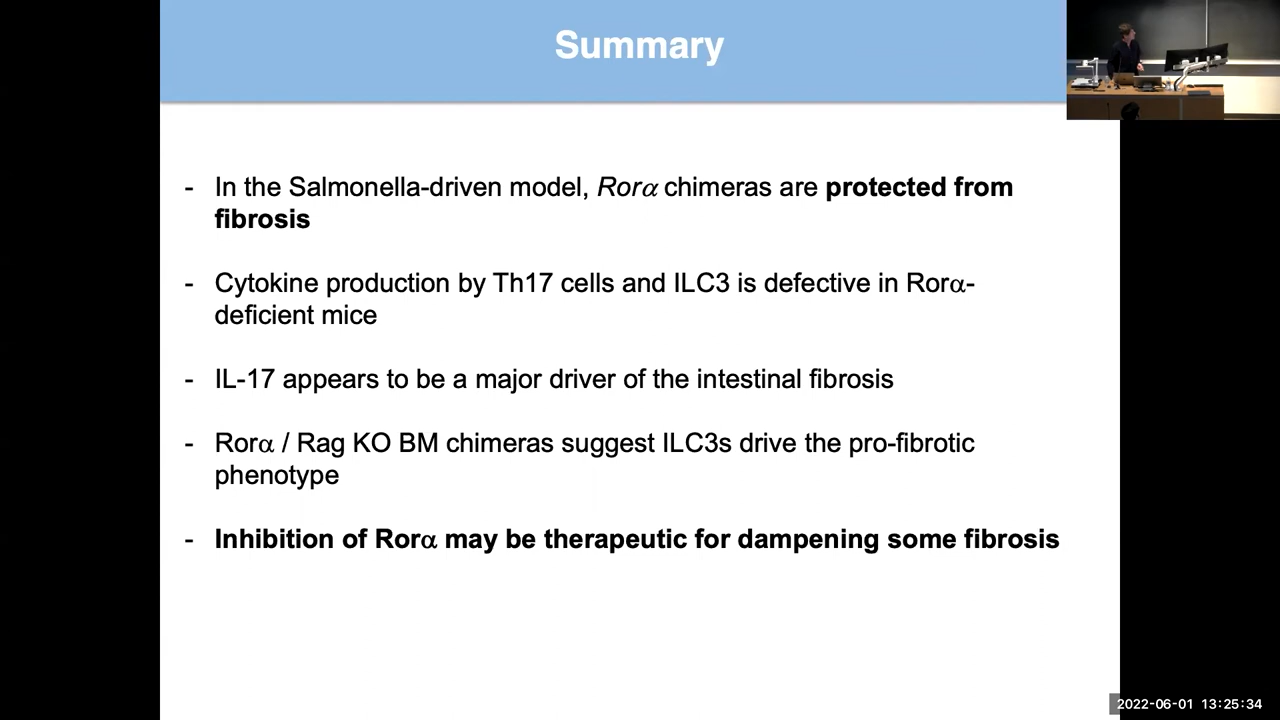 Summary
- In the Salmonella-driven model, Rorα chimeras are protected from
fibrosis
- Cytokine production by Th17 cells and ILC3 is defective in Rorα-
deficient mice
- IL-17 appears to be a major driver of the intestinal fibrosis
- Rorα / Rag KO BM chimeras suggest ILC3s drive the pro-fibrotic
phenotype
- Inhibition of Rorα may be therapeutic for dampening some fibrosis
2022-06-01 13:25:34